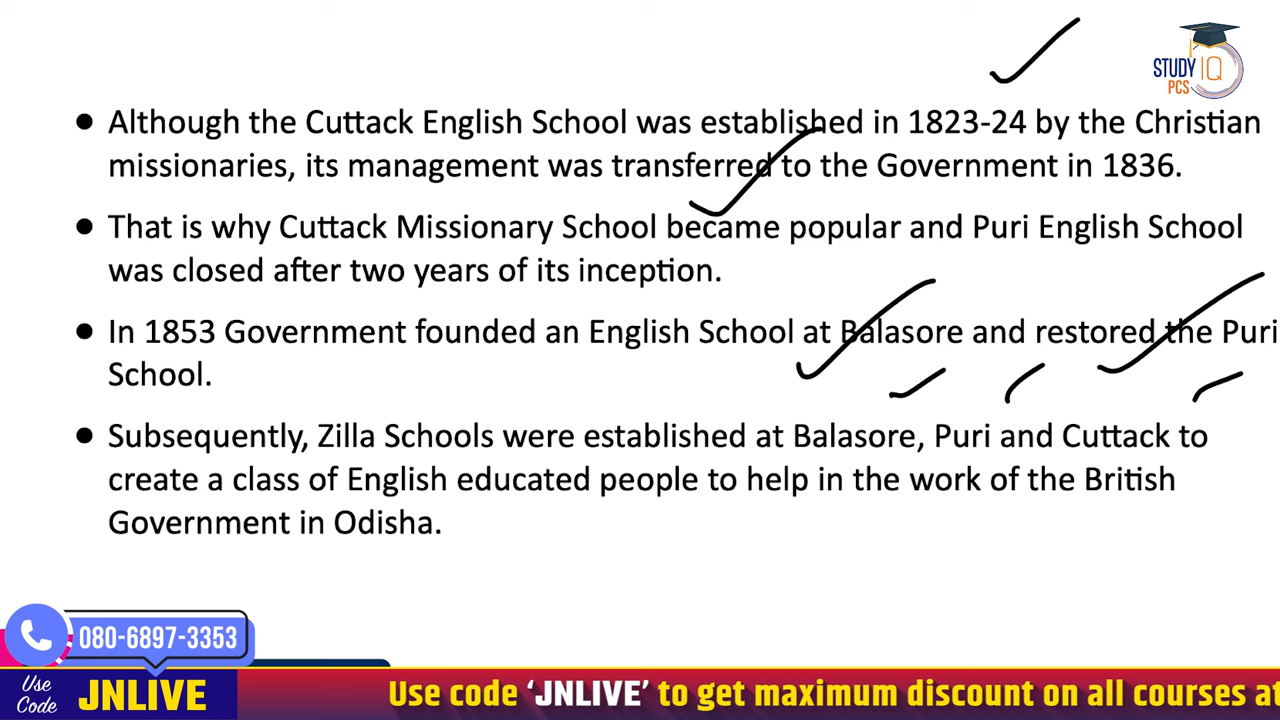 STUDY IQ
PCS
● Although the Cuttack English School was established in 1823-24 by the Christian
missionaries, its management was transferred to the Government in 1836.
● That is why Cuttack Missionary School became popular and Puri English School
was closed after two years of its inception.
● In 1853 Government founded an English School at Balasore and restored the Puri
School.
● Subsequently, Zilla Schools were established at Balasore, Puri and Cuttack to
create a class of English educated people to help in the work of the British
Government in Odisha.
080-6897-3353
Use
Code
JNLIVE
Use code ‘JNLIVE’ to get maximum discount on all courses at